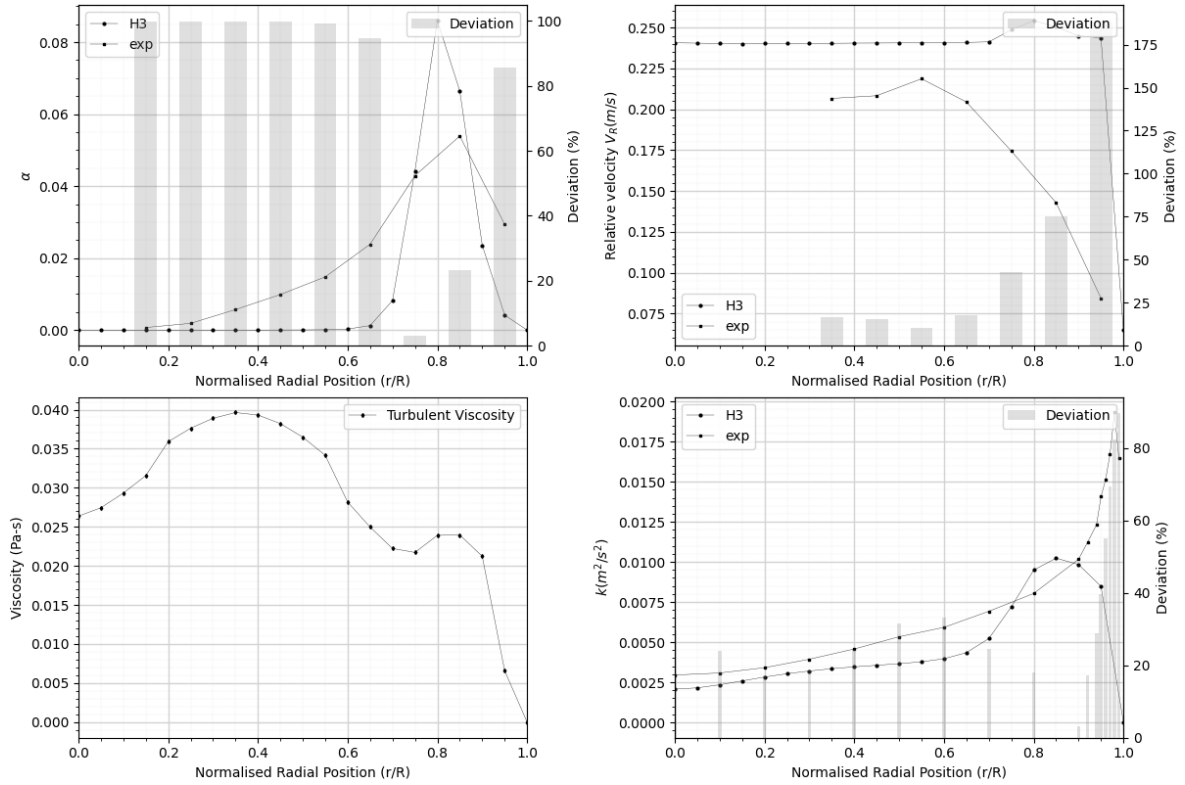 H3
exp
Deviation
0.08
0.06
0.04
0.02
0.00
α
100
80
60
40
20
0
Deviation (%)
0.0 0.2 0.4 0.6 0.8 1.0
Normalised Radial Position (r/R)
Deviation
0.250
0.225
0.200
0.175
0.150
0.125
0.100
0.075
Relative velocity V_R(m/s)
H3
exp
175
150
125
100
75
50
25
0
Deviation (%)
0.0 0.2 0.4 0.6 0.8 1.0
Normalised Radial Position (r/R)
Turbulent Viscosity
0.040
0.035
0.030
0.025
0.020
0.015
0.010
0.005
0.000
Viscosity (Pa-s)
0.0 0.2 0.4 0.6 0.8 1.0
Normalised Radial Position (r/R)
H3
exp
Deviation
0.0200
0.0175
0.0150
0.0125
0.0100
0.0075
0.0050
0.0025
0.0000
k(m²/s²)
80
60
40
20
0
Deviation (%)
0.0 0.2 0.4 0.6 0.8 1.0
Normalised Radial Position (r/R)